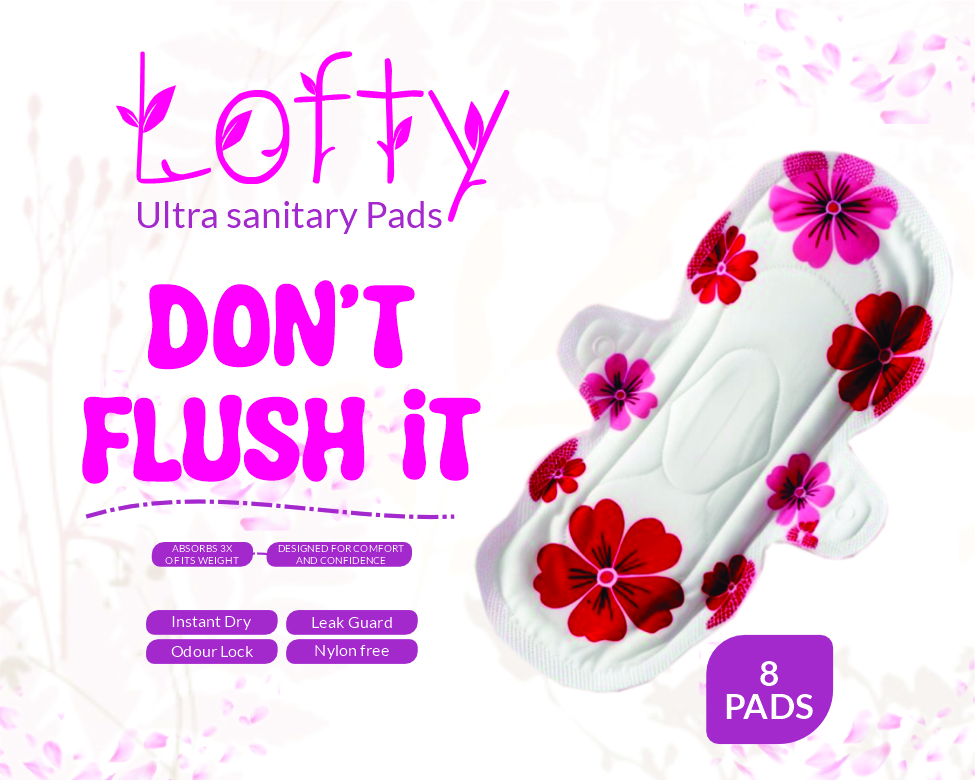 Lofty
Ultra sanitary Pads
DON'T
FLUSH iT
ABSORBS 3X
OF ITS WEIGHT
DESIGNED FOR COMFORT
AND CONFIDENCE
Instant Dry
Leak Guard
Odour Lock
Nylon free
8
PADS